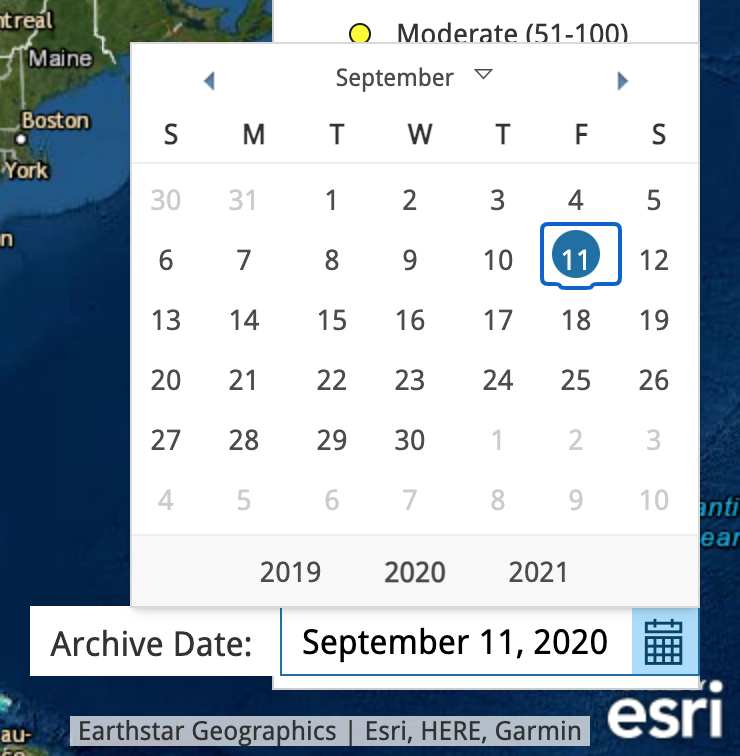 ntreal
Moderate (51-100)
Maine
September
Boston
S M T W T F S
York
30 31 1 2 3 4 5
n
6 7 8 9 10 11 12
13 14 15 16 17 18 19
20 21 22 23 24 25 26
27 28 29 30 1 2 3
4 5 6 7 8 9 10
anti
ear
2019 2020 2021
Archive Date: September 11, 2020
esri
Earthstar Geographics | Esri, HERE, Garmin
au-